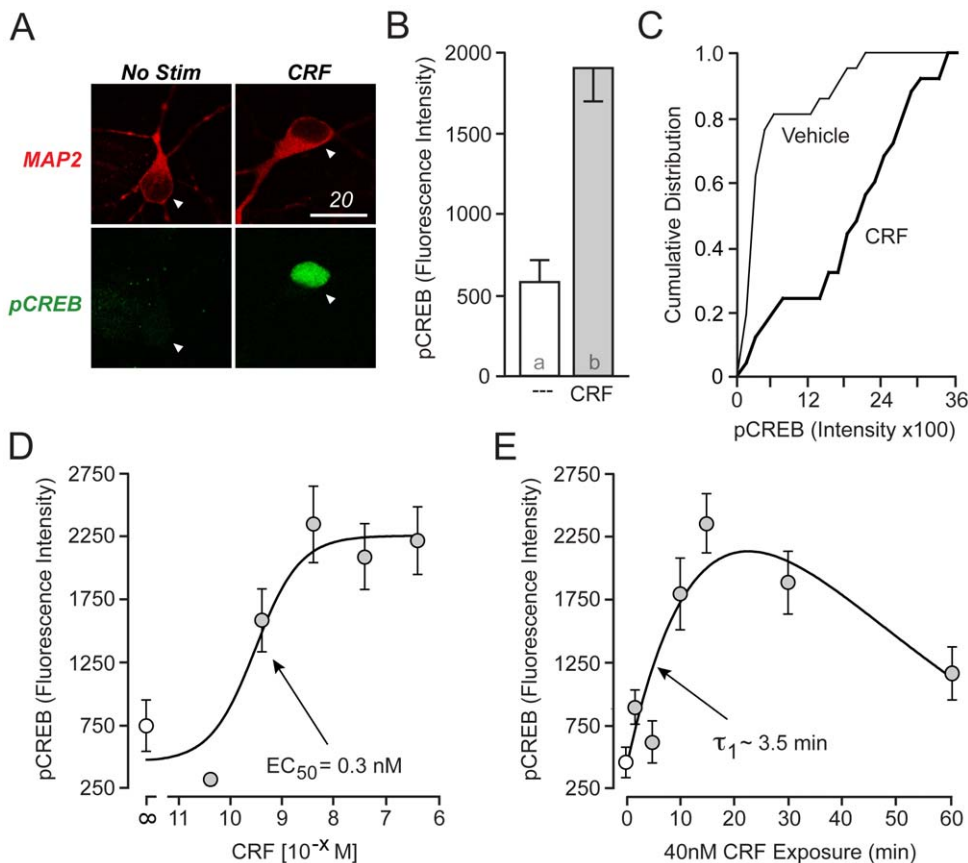 A
No Stim
CRF
MAP2
20
pCREB
B
pCREB (Fluorescence Intensity)
2000
1500
1000
500
0
a
b
---
CRF
C
Cumulative Distribution
1.0
0.8
0.6
0.4
0.2
0
Vehicle
CRF
0 12 24 36
pCREB (Intensity x100)
D
pCREB (Fluorescence Intensity)
2750
2250
1750
1250
750
250
EC50 = 0.3 nM
∞ 11 10 9 8 7 6
CRF [10-x M]
E
pCREB (Fluorescence Intensity)
2750
2250
1750
1250
750
250
τ1 ~ 3.5 min
0 10 20 30 40 50 60
40nM CRF Exposure (min)